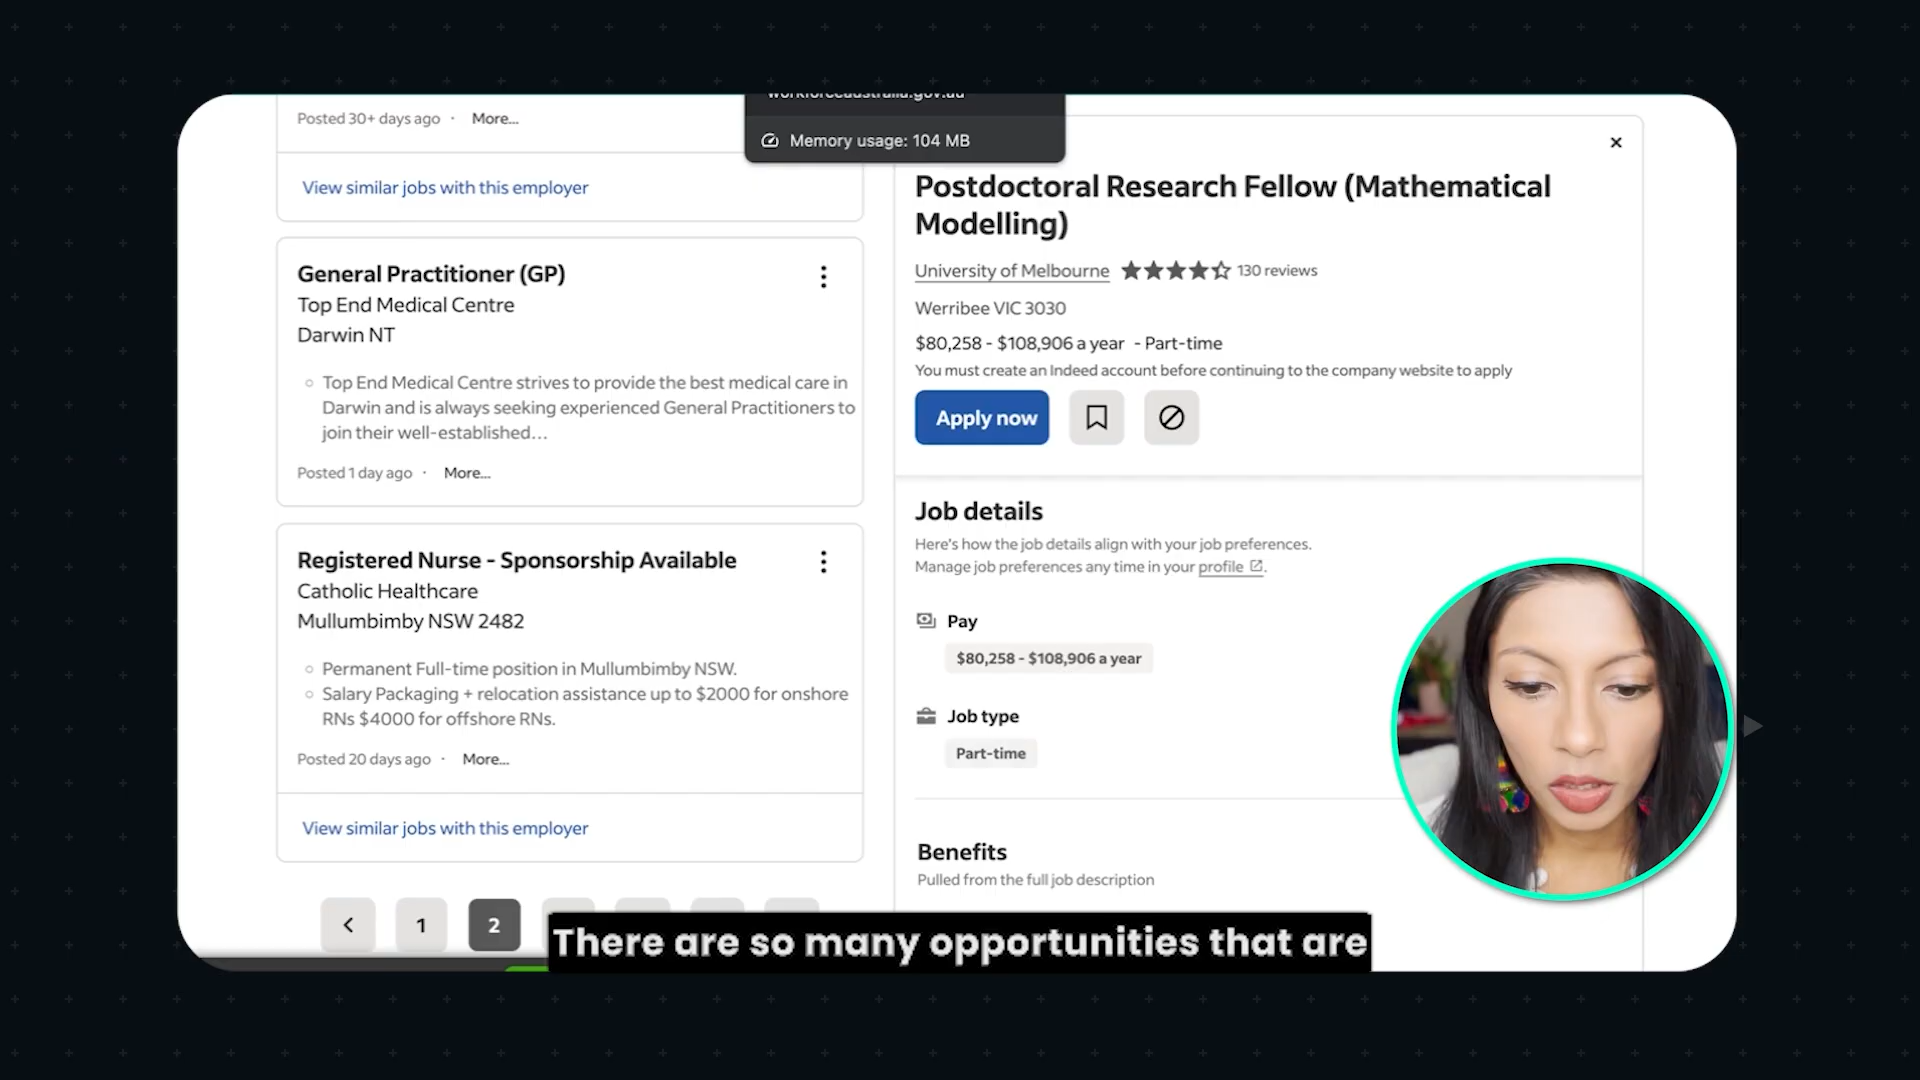 workforceaustralia.gov.au
Memory usage: 104 MB
Posted 30+ days ago · More...
View similar jobs with this employer
General Practitioner (GP)
Top End Medical Centre
Darwin NT
Top End Medical Centre strives to provide the best medical care in
Darwin and is always seeking experienced General Practitioners to
join their well-established…
Posted 1 day ago · More...
Registered Nurse - Sponsorship Available
Catholic Healthcare
Mullumbimby NSW 2482
Permanent Full-time position in Mullumbimby NSW.
Salary Packaging + relocation assistance up to $2000 for onshore
RNs $4000 for offshore RNs.
Posted 20 days ago · More...
View similar jobs with this employer
1
2
Postdoctoral Research Fellow (Mathematical
Modelling)
University of Melbourne 130 reviews
Werribee VIC 3030
$80,258 - $108,906 a year - Part-time
You must create an Indeed account before continuing to the company website to apply
Apply now
Job details
Here's how the job details align with your job preferences.
Manage job preferences any time in your profile.
Pay
$80,258 - $108,906 a year
Job type
Part-time
Benefits
Pulled from the full job description
There are so many opportunities that are